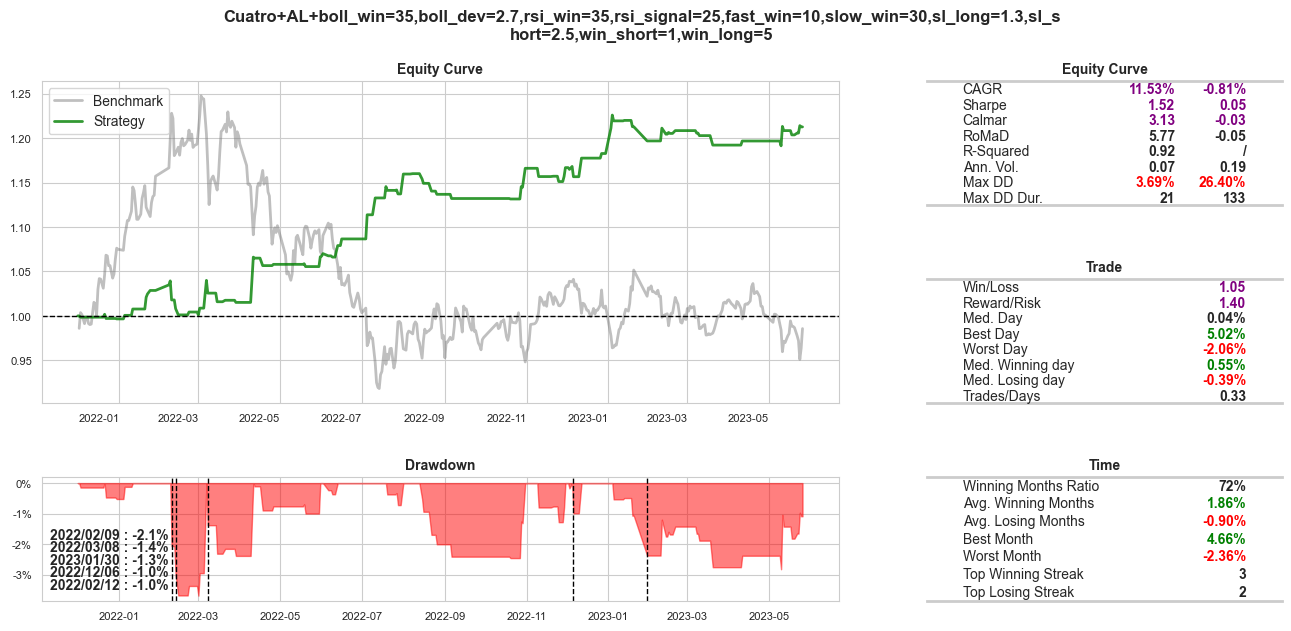 Cuatro+AL+boll_win=35,boll_dev=2.7,rsi_win=35,rsi_signal=25,fast_win=10,slow_win=30,sl_long=1.3,sl_s
hort=2.5,win_short=1,win_long=5
Equity Curve
1.25
1.20
1.15
1.10
1.05
1.00
0.95
Benchmark
Strategy
2022-01 2022-03 2022-05 2022-07 2022-09 2022-11 2023-01 2023-03 2023-05
Equity Curve
CAGR 11.53% -0.81%
Sharpe 1.52 0.05
Calmar 3.13 -0.03
RoMaD 5.77 -0.05
R-Squared 0.92 /
Ann. Vol. 0.07 0.19
Max DD 3.69% 26.40%
Max DD Dur. 21 133
Trade
Win/Loss 1.05
Reward/Risk 1.40
Med. Day 0.04%
Best Day 5.02%
Worst Day -2.06%
Med. Winning day 0.55%
Med. Losing day -0.39%
Trades/Days 0.33
Drawdown
0%
-1%
-2%
-3%
2022/02/09 : -2.1%
2022/03/08 : -1.4%
2023/01/30 : -1.3%
2022/12/06 : -1.0%
2022/02/12 : -1.0%
2022-01 2022-03 2022-05 2022-07 2022-09 2022-11 2023-01 2023-03 2023-05
Time
Winning Months Ratio 72%
Avg. Winning Months 1.86%
Avg. Losing Months -0.90%
Best Month 4.66%
Worst Month -2.36%
Top Winning Streak 3
Top Losing Streak 2